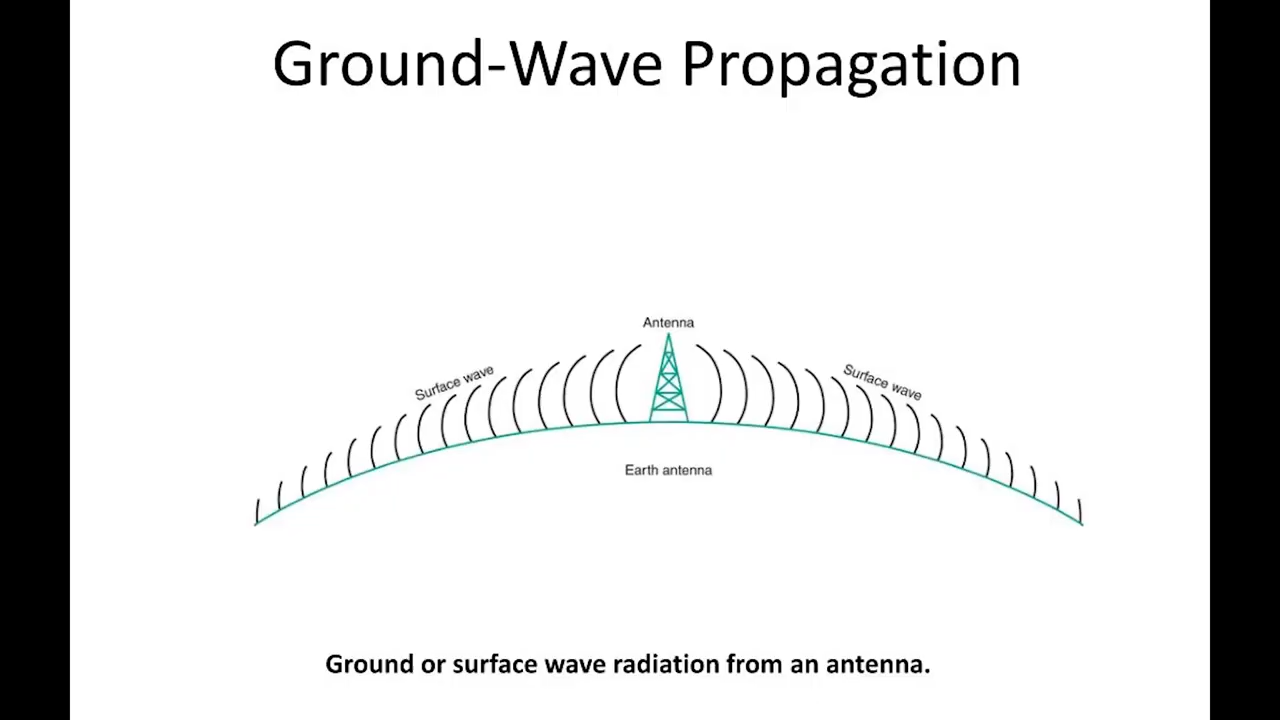 Ground-Wave Propagation
Antenna
Surface wave
Surface wave
Earth antenna
Ground or surface wave radiation from an antenna.